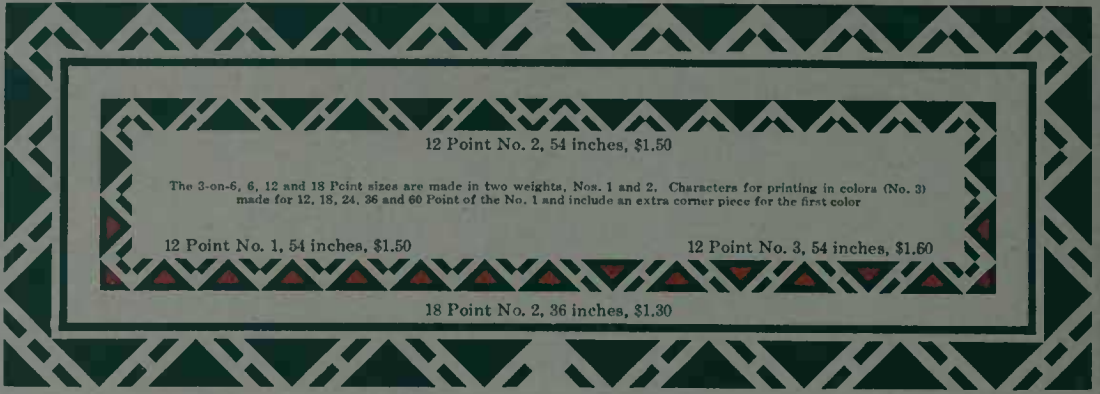 12 Point No. 2, 54 inches, $1.50
The 3-on-6, 6, 12 and 18 Point sizes are made in two weights, Nos. 1 and 2. Characters for printing in colors (No. 3)
made for 12, 18, 24, 36 and 60 Point of the No. 1 and include an extra corner piece for the first color
12 Point No. 1, 54 inches, $1.50
12 Point No. 3, 54 inches, $1.60
18 Point No. 2, 36 inches, $1.30